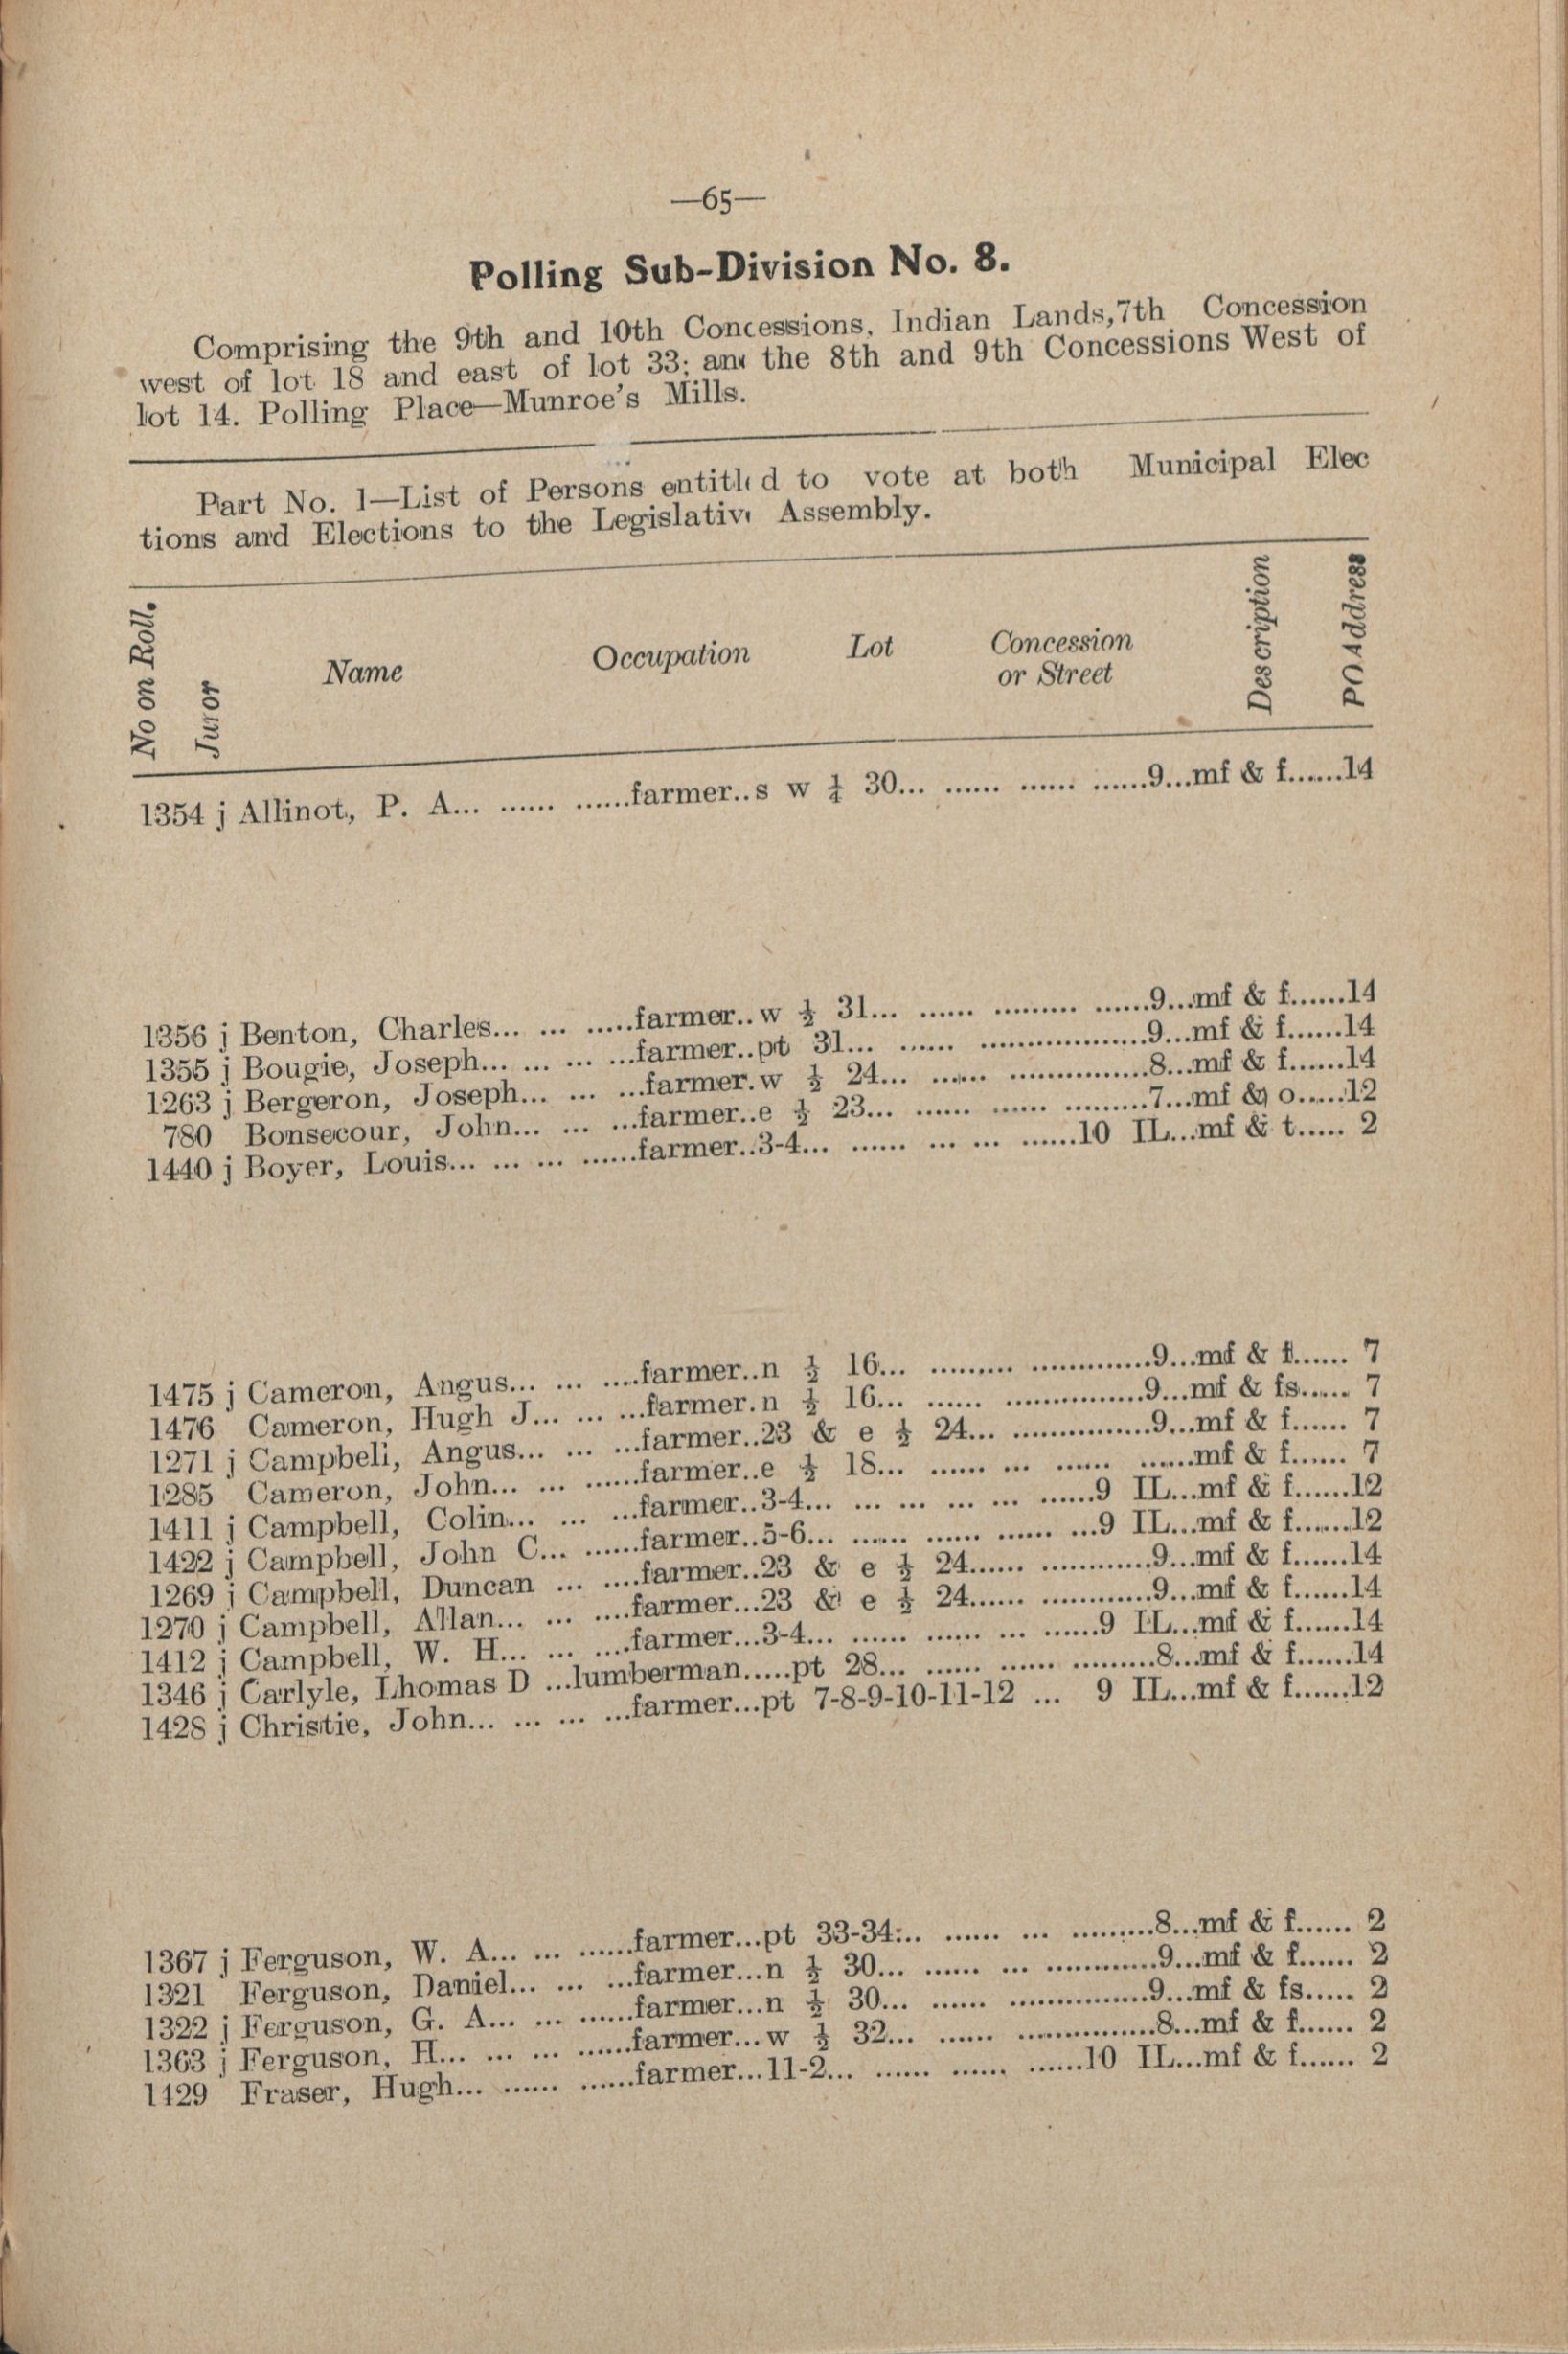 —65—
Polling Sub-Division No. 8.
Comprising the 9th and 10th Concessions, Indian Lands,7th Concession
west of lot 18 and east of lot 33; an the 8th and 9th Concessions West of
lot 14. Polling Place—Munroe's Mills.
Part No. 1—List of Persons entitled to vote at both Municipal Elec
tions and Elections to the Legislativ Assembly.
No on Roll. Juror Name Occupation Lot Concession or Street Description PO Address
1354 j Allinot, P. A... ...... ......farmer..s w ¼ 30... ...... ...... ......9...mf & f.......14
1356 j Benton, Charles... ... .....farmer..w ½ 31... ...... ......... ......9...mf & f.......14
1355 j Bougie, Joseph... ... ... ...farmer..pt 31... ...... ..................9...mf & f.......14
1263 j Bergeron, Joseph... ... ...farmer.w ½ 24... ...... ...............8...mf & f.......14
780 Bonsecour, John... ... ...farmer..e ½ 23... ...... ...... .........7...mf & o......12
1440 j Boyer, Louis... ... ... ......farmer..3-4... ...... ... ... ......10 IL...mf & t...... 2
1475 j Cameron, Angus... ... ....farmer..n ½ 16... ......... .............9...mf & f...... 7
1476 Cameron, Hugh J... ... ...farmer.n ½ 16... ...... ...............9...mf & fs...... 7
1271 j Campbeli, Angus... ... ...farmer..23 & e ½ 24... ...............9...mf & f...... 7
1285 Cameron, John... ... ......farmer..e ½ 18... ...... ... ...... ......mf & f...... 7
1411 j Campbell, Colin... ... ...farmer..3-4... ... ... ... ... ......9 IL...mf & f.......12
1422 j Campbell, John C... ......farmer..5-6... ...... ...... ...... ...9 IL...mf & f.......12
1269 j Campbell, Duncan ... ....farmer..23 & e ½ 24...... ............9...mf & f.......14
1270 j Campbell, Allan... ... ....farmer...23 & e ½ 24...... ............9...mf & f.......14
1412 j Campbell, W. H... ... ....farmer...3-4... ...... ...... ... ......9 IL...mf & f.......14
1346 j Carlyle, Lhomas D ...lumberman.....pt 28... ...... ...... .........8...mf & f.......14
1428 j Christie, John... ... ... ...farmer...pt 7-8-9-10-11-12 ... 9 IL...mf & f.......12
1367 j Ferguson, W. A... ... ......farmer...pt 33-34... ...... ... .........8...mf & f...... 2
1321 Ferguson, Daniel... ... ...farmer...n ½ 30... ...... ... ............9...mf & f...... 2
1322 j Ferguson, G. A... ... ......farmer...n ½ 30... ...... ...............9...mf & fs..... 2
1363 j Ferguson, H... ... ... ......farmer...w ½ 32... ...... ...............8...mf & f...... 2
1429 Fraser, Hugh... ...... ......farmer...11-2... ...... ...... ......10 IL...mf & f...... 2